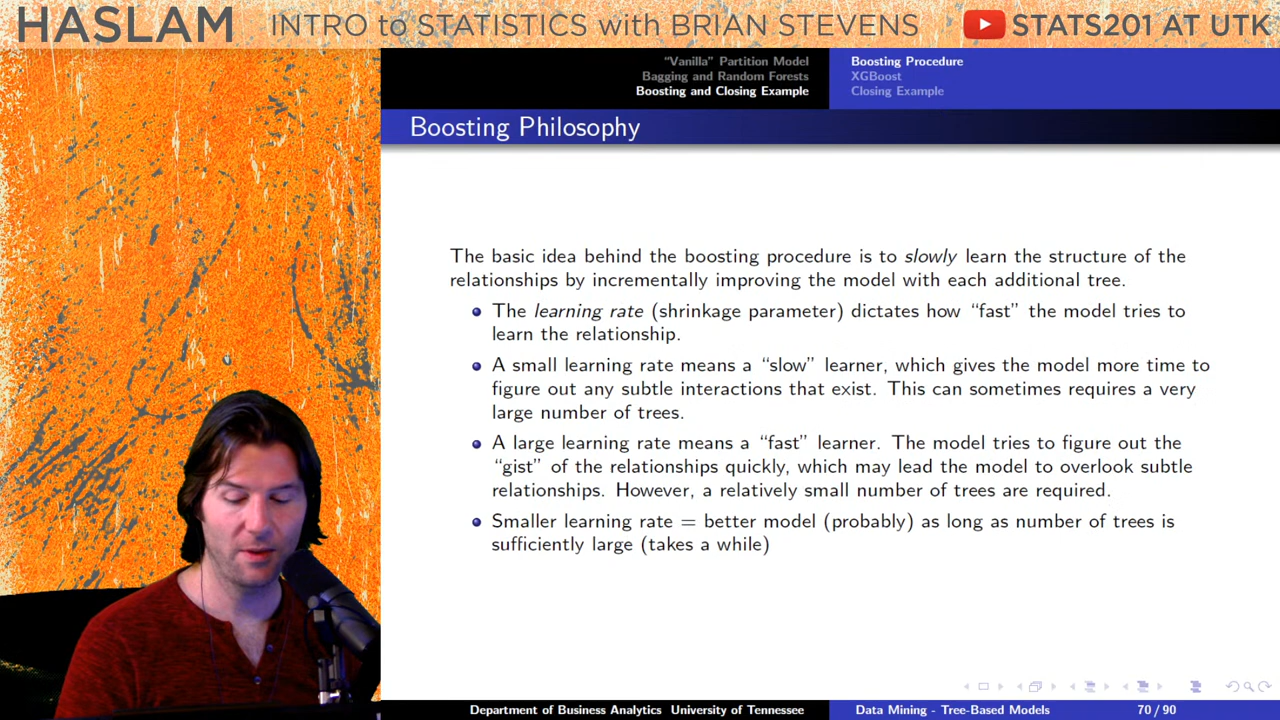 HASLAM INTRO to STATISTICS with BRIAN STEVENS STATS201 AT UTK
"Vanilla" Partition Model
Bagging and Random Forests
Boosting and Closing Example
Boosting Procedure
XGBoost
Closing Example
Boosting Philosophy
The basic idea behind the boosting procedure is to slowly learn the structure of the
relationships by incrementally improving the model with each additional tree.
The learning rate (shrinkage parameter) dictates how "fast" the model tries to
learn the relationship.
A small learning rate means a "slow" learner, which gives the model more time to
figure out any subtle interactions that exist. This can sometimes requires a very
large number of trees.
A large learning rate means a "fast" learner. The model tries to figure out the
"gist" of the relationships quickly, which may lead the model to overlook subtle
relationships. However, a relatively small number of trees are required.
Smaller learning rate = better model (probably) as long as number of trees is
sufficiently large (takes a while)
Department of Business Analytics University of Tennessee
Data Mining - Tree-Based Models
70 / 90